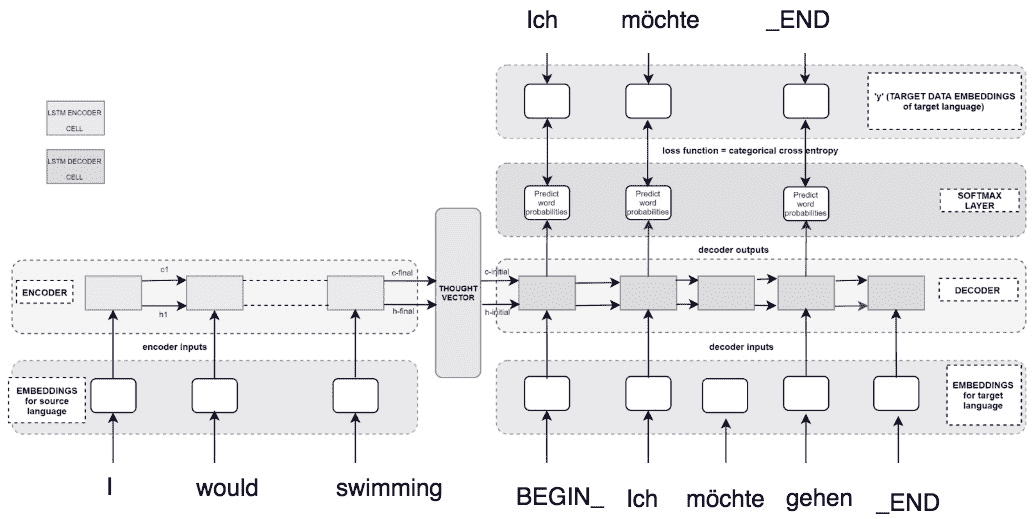 Ich möchte _END
'y' (TARGET DATA EMBEDDINGS
of target language)
LSTM ENCODER
CELL
LSTM DECODER
CELL
loss function = categorical cross entropy
Predict
word
probabilities
Predict
word
probabilities
Predict
word
probabilities
SOFTMAX
LAYER
decoder outputs
ENCODER
c1
h1
c-final
h-final
THOUGHT
VECTOR
c-initial
h-initial
DECODER
encoder inputs
decoder inputs
EMBEDDINGS
for source
language
EMBEDDINGS
for target
language
I would swimming
BEGIN_ Ich möchte gehen _END